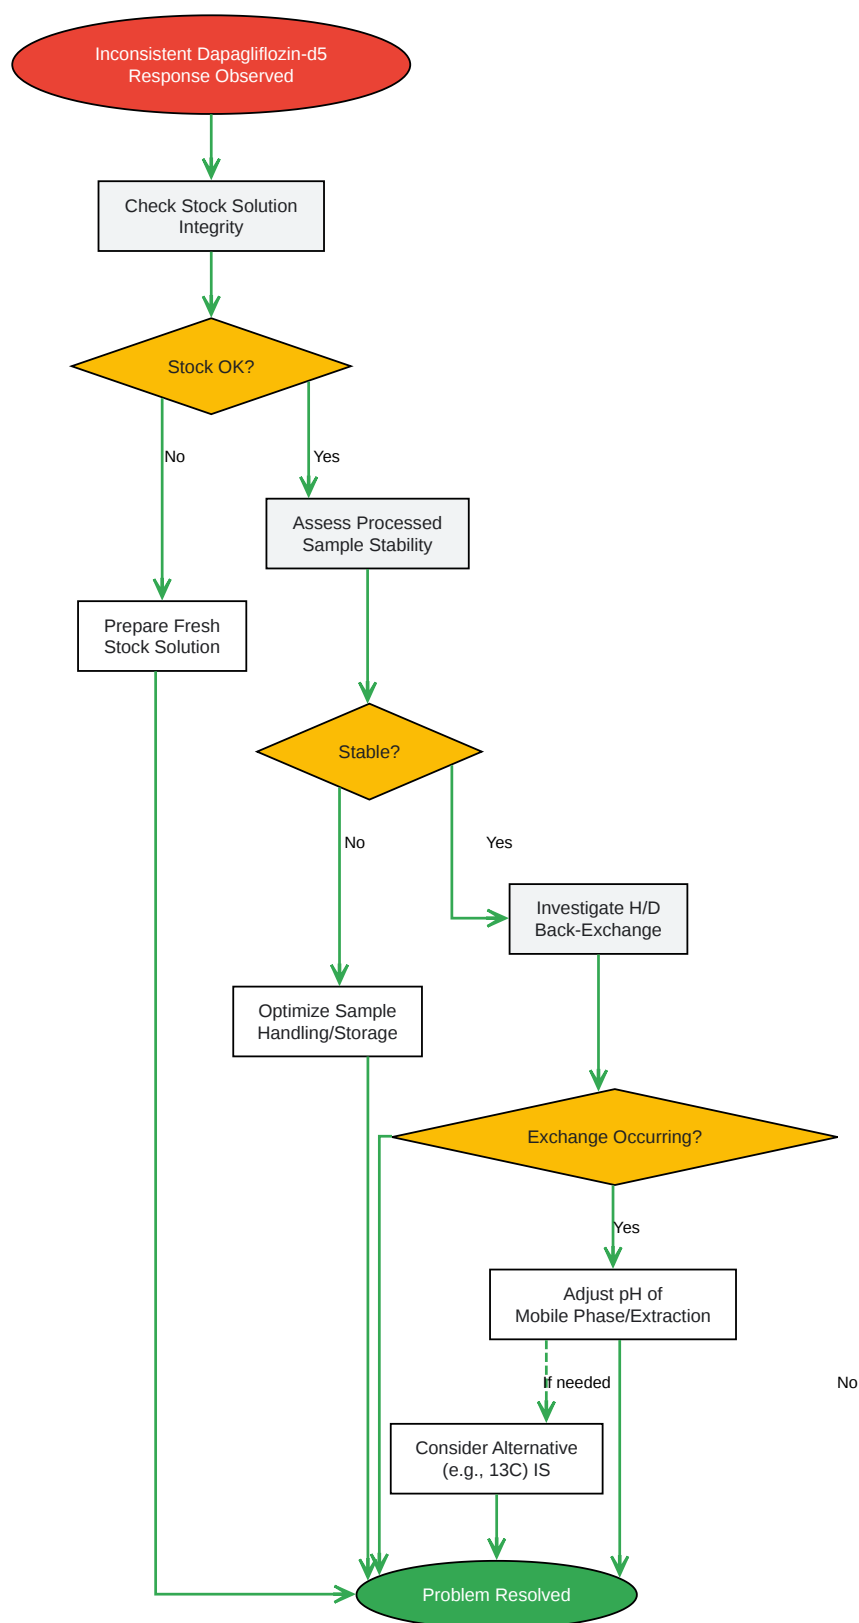 Inconsistent Dapagliflozin-d5
Response Observed
Check Stock Solution
Integrity
Stock OK?
No
Yes
Assess Processed
Sample Stability
Prepare Fresh
Stock Solution
Stable?
No
Yes
Investigate H/D
Back-Exchange
Optimize Sample
Handling/Storage
Exchange Occurring?
Yes
Adjust pH of
Mobile Phase/Extraction
If needed
No
Consider Alternative
(e.g., 13C) IS
Problem Resolved